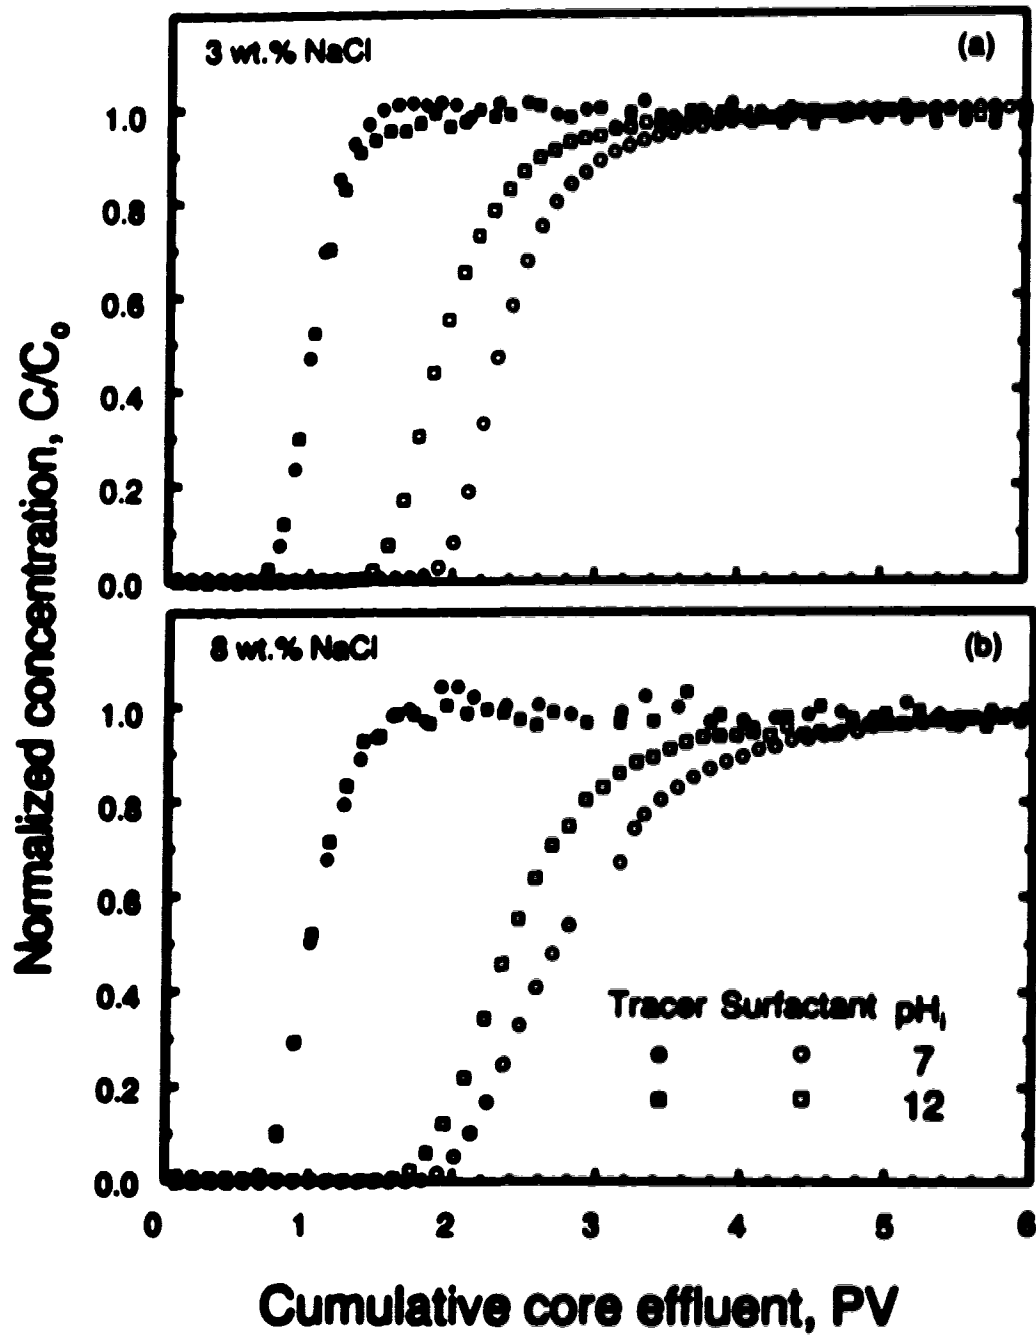 3 wt.% NaCl
(a)
1.0
0.8
0.6
0.4
0.2
0.0
Normalized concentration, C/Co
8 wt.% NaCl
(b)
1.0
0.8
0.6
0.4
0.2
0.0
Tracer Surfactant pHi
7
12
0 1 2 3 4 5 6
Cumulative core effluent, PV